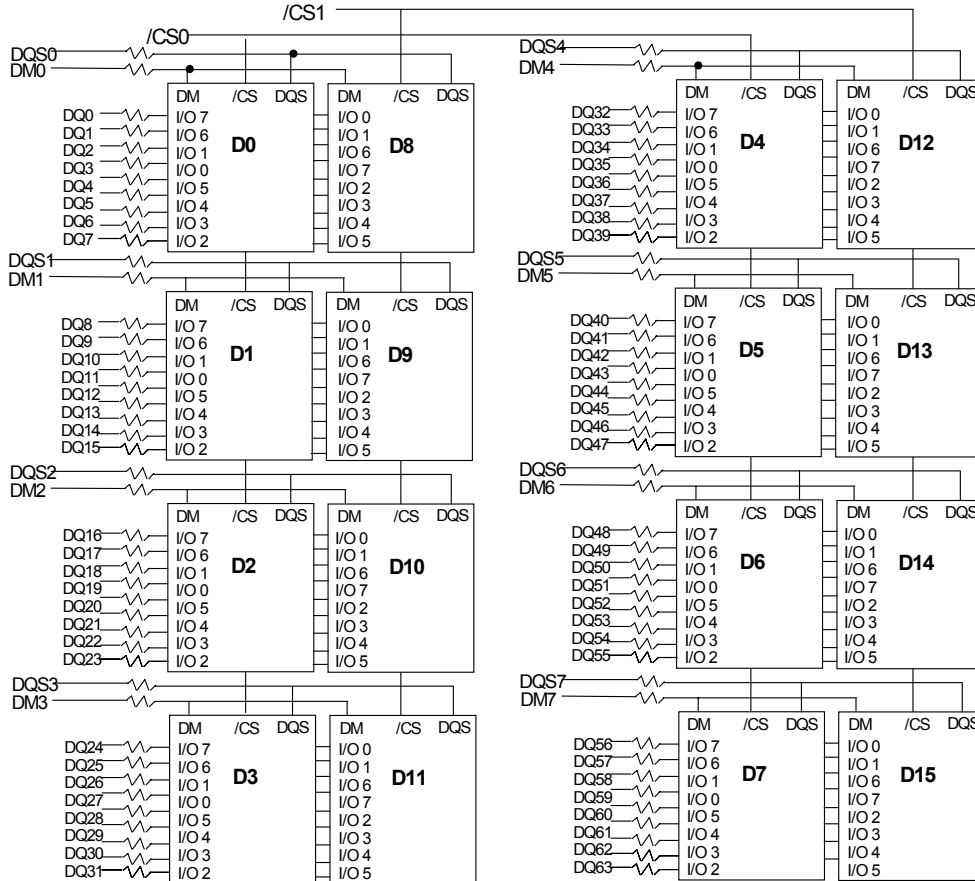 /CS1
/CS0
DQS0
DM0
DM /CS DQS
DM /CS DQS
DQ0 I/O 7 I/O 0
DQ1 I/O 6 I/O 1
DQ2 I/O 1 I/O 6
DQ3 I/O 0 I/O 7
DQ4 I/O 5 I/O 2
DQ5 I/O 4 I/O 3
DQ6 I/O 3 I/O 4
DQ7 I/O 2 I/O 5
D0 D8
DQS1
DM1
DM /CS DQS
DM /CS DQS
DQ8 I/O 7 I/O 0
DQ9 I/O 6 I/O 1
DQ10 I/O 1 I/O 6
DQ11 I/O 0 I/O 7
DQ12 I/O 5 I/O 2
DQ13 I/O 4 I/O 3
DQ14 I/O 3 I/O 4
DQ15 I/O 2 I/O 5
D1 D9
DQS2
DM2
DM /CS DQS
DM /CS DQS
DQ16 I/O 7 I/O 0
DQ17 I/O 6 I/O 1
DQ18 I/O 1 I/O 6
DQ19 I/O 0 I/O 7
DQ20 I/O 5 I/O 2
DQ21 I/O 4 I/O 3
DQ22 I/O 3 I/O 4
DQ23 I/O 2 I/O 5
D2 D10
DQS3
DM3
DM /CS DQS
DM /CS DQS
DQ24 I/O 7 I/O 0
DQ25 I/O 6 I/O 1
DQ26 I/O 1 I/O 6
DQ27 I/O 0 I/O 7
DQ28 I/O 5 I/O 2
DQ29 I/O 4 I/O 3
DQ30 I/O 3 I/O 4
DQ31 I/O 2 I/O 5
D3 D11
DQS4
DM4
DM /CS DQS
DM /CS DQS
DQ32 I/O 7 I/O 0
DQ33 I/O 6 I/O 1
DQ34 I/O 1 I/O 6
DQ35 I/O 0 I/O 7
DQ36 I/O 5 I/O 2
DQ37 I/O 4 I/O 3
DQ38 I/O 3 I/O 4
DQ39 I/O 2 I/O 5
D4 D12
DQS5
DM5
DM /CS DQS
DM /CS DQS
DQ40 I/O 7 I/O 0
DQ41 I/O 6 I/O 1
DQ42 I/O 1 I/O 6
DQ43 I/O 0 I/O 7
DQ44 I/O 5 I/O 2
DQ45 I/O 4 I/O 3
DQ46 I/O 3 I/O 4
DQ47 I/O 2 I/O 5
D5 D13
DQS6
DM6
DM /CS DQS
DM /CS DQS
DQ48 I/O 7 I/O 0
DQ49 I/O 6 I/O 1
DQ50 I/O 1 I/O 6
DQ51 I/O 0 I/O 7
DQ52 I/O 5 I/O 2
DQ53 I/O 4 I/O 3
DQ54 I/O 3 I/O 4
DQ55 I/O 2 I/O 5
D6 D14
DQS7
DM7
DM /CS DQS
DM /CS DQS
DQ56 I/O 7 I/O 0
DQ57 I/O 6 I/O 1
DQ58 I/O 1 I/O 6
DQ59 I/O 0 I/O 7
DQ60 I/O 5 I/O 2
DQ61 I/O 4 I/O 3
DQ62 I/O 3 I/O 4
DQ63 I/O 2 I/O 5
D7 D15